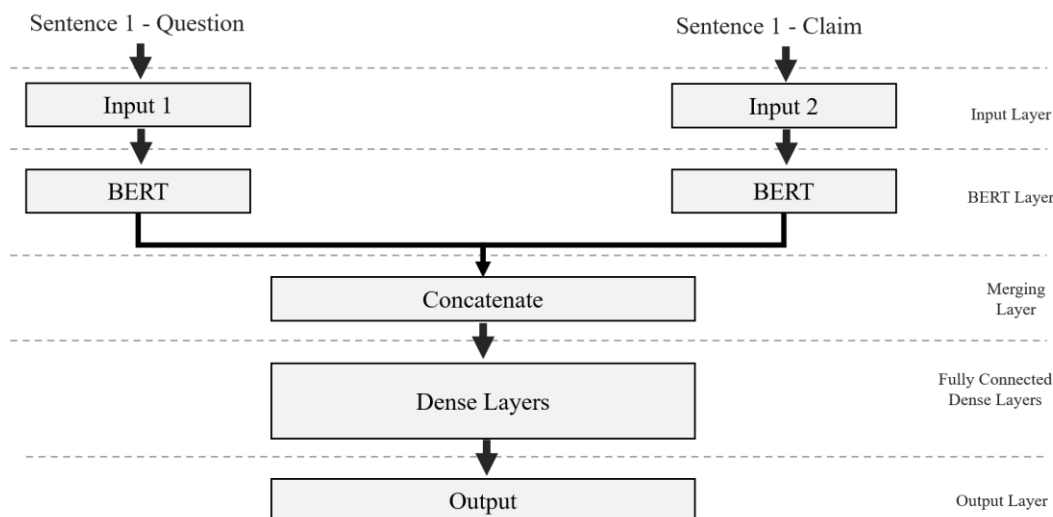 Sentence 1 - Question
Sentence 1 - Claim
Input 1
Input 2
Input Layer
BERT
BERT
BERT Layer
Concatenate
Merging
Layer
Dense Layers
Fully Connected
Dense Layers
Output
Output Layer